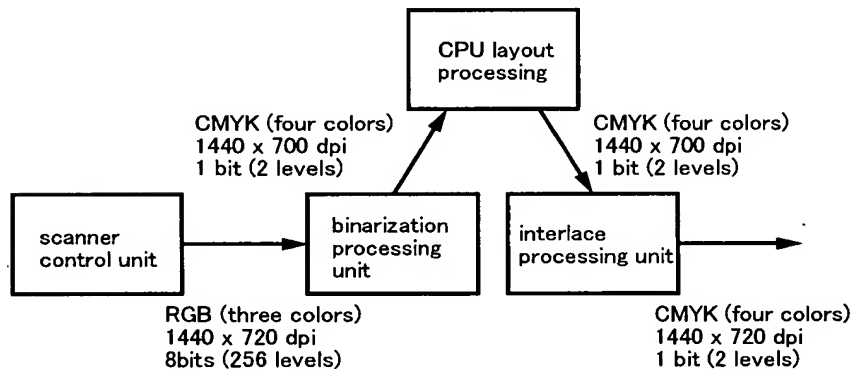 CPU layout
processing
CMYK (four colors)
1440 x 700 dpi
1 bit (2 levels)
CMYK (four colors)
1440 x 700 dpi
1 bit (2 levels)
scanner
control unit
binarization
processing
unit
interlace
processing unit
RGB (three colors)
1440 x 720 dpi
8bits (256 levels)
CMYK (four colors)
1440 x 720 dpi
1 bit (2 levels)